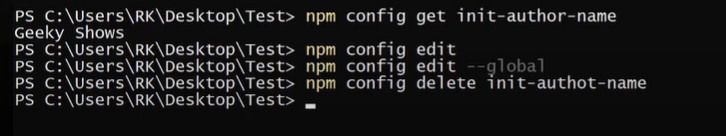 PS C:\Users\RK\Desktop\Test> npm config get init-author-name
Geeky Shows
PS C:\Users\RK\Desktop\Test> npm config edit
PS C:\Users\RK\Desktop\Test> npm config edit --global
PS C:\Users\RK\Desktop\Test> npm config delete init-authot-name
PS C:\Users\RK\Desktop\Test>